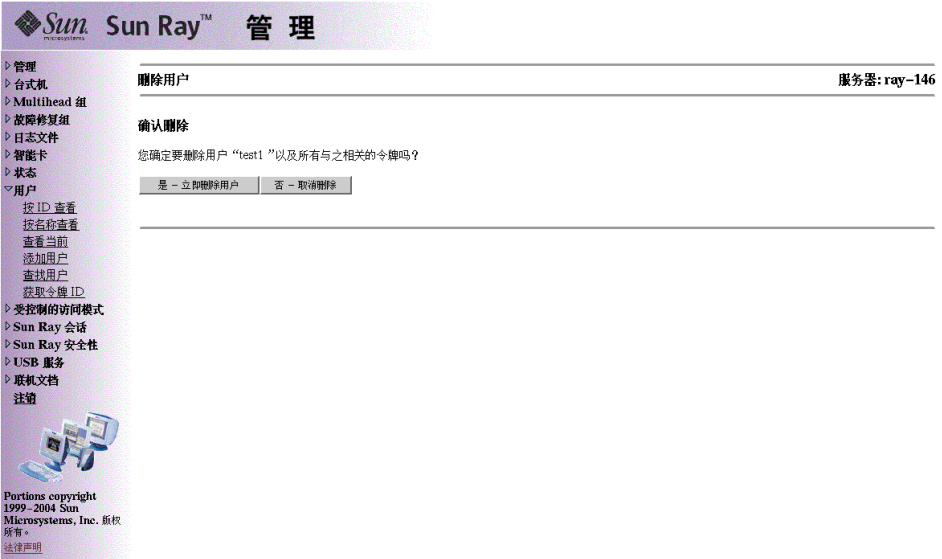 Sun microsystems Sun Ray™ 管 理
管理
台式机
Multihead 组
故障修复组
日志文件
智能卡
状态
用户
按 ID 查看
按名称查看
查看当前
添加用户
查找用户
获取令牌 ID
受控制的访问模式
Sun Ray 会话
Sun Ray 安全性
USB 服务
联机文档
注销
Portions copyright
1999-2004 Sun
Microsystems, Inc. 版权
所有。
法律声明
删除用户 服务器: ray-146
确认删除
您确定要删除用户 “test1 ”以及所有与之相关的令牌吗？
是 - 立即删除用户 否 - 取消删除